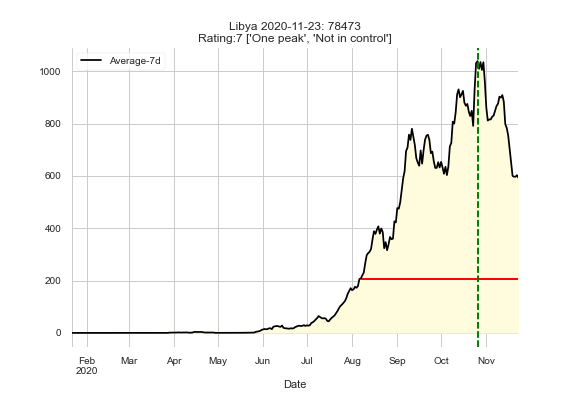 Libya 2020-11-23: 78473
Rating:7 ['One peak', 'Not in control']
Average-7d
1000
800
600
400
200
0
Feb Mar Apr May Jun Jul Aug Sep Oct Nov
2020
Date